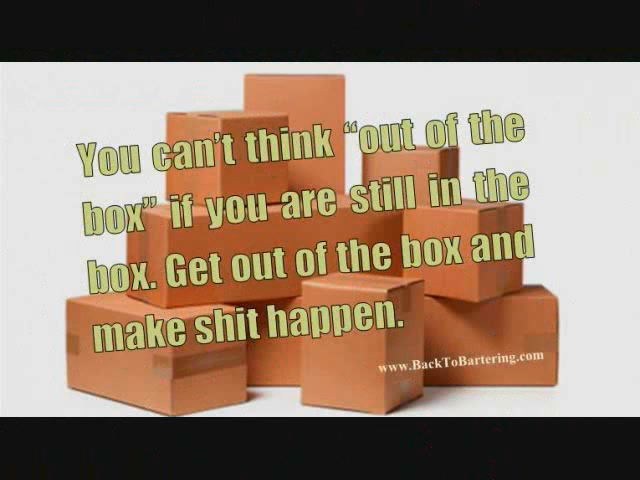 You can't think “out of the
box” if you are still in the
box. Get out of the box and
make shit happen.
www.BackToBartering.com